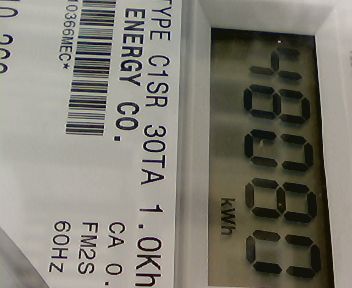 kWh
TYPE C1SR 30TA 1.0Kh
ENERGY CO.
CA 0.
FM2S
60HZ
10366MEC*